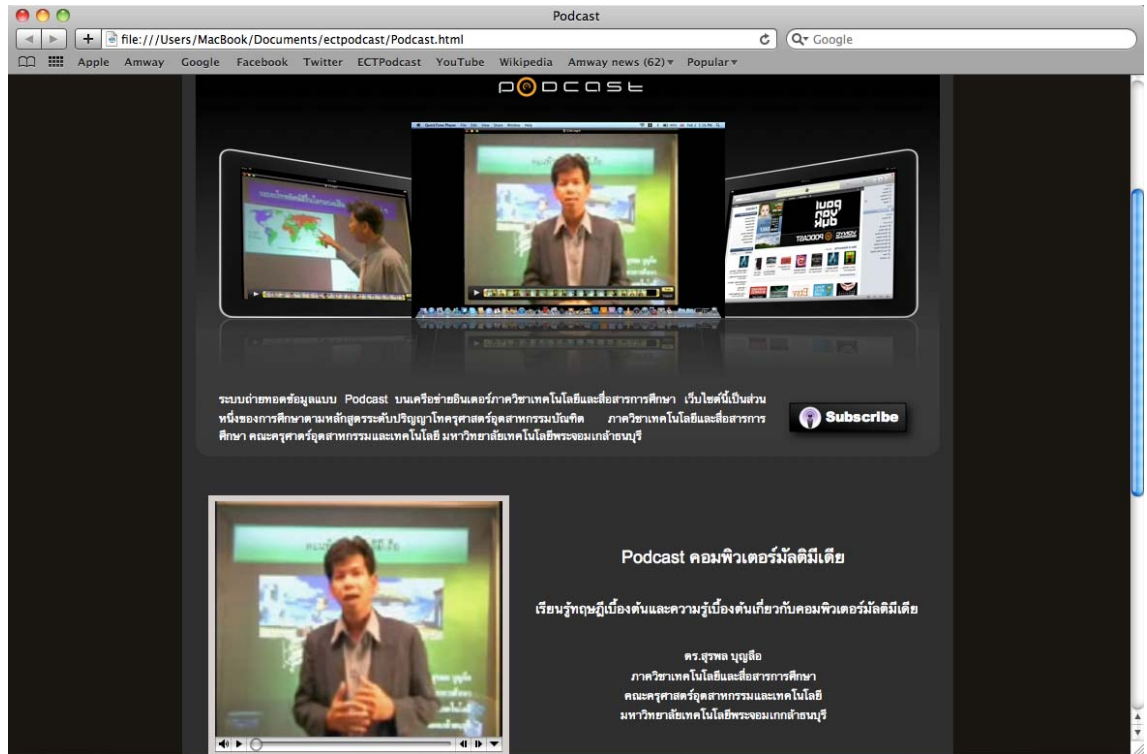 Podcast
file:///Users/MacBook/Documents/ectpodcast/Podcast.html
Google
Apple Amway Google Facebook Twitter ECTPodcast YouTube Wikipedia Amway news (62) Popular
PODCAST
ระบบถ่ายทอดข้อมูลแบบ Podcast บนเครือข่ายอินเตอร์ภาควิชาเทคโนโลยีและสื่อสารการศึกษา เว็บไซต์นี้เป็นส่วน
หนึ่งของการศึกษาตามหลักสูตรระดับปริญญาโทครุศาสตร์อุตสาหกรรมบัณฑิต ภาควิชาเทคโนโลยีและสื่อสารการ
ศึกษา คณะครุศาตร์อุตสาหกรรมและเทคโนโลยี มหาวิทยาลัยเทคโนโลยีพระจอมเกล้าธนบุรี
Subscribe
Podcast คอมพิวเตอร์มัลติมีเดีย
เรียนรู้ทฤษฎีเบื้องต้นและความรู้เบื้องต้นเกี่ยวกับคอมพิวเตอร์มัลติมีเดีย
ดร.สุรพล บุญลือ
ภาควิชาเทคโนโลยีและสื่อสารการศึกษา
คณะครุศาสตร์อุตสาหกรรมและเทคโนโลยี
มหาวิทยาลัยเทคโนโลยีพระจอมเกกล้าธนบุรี